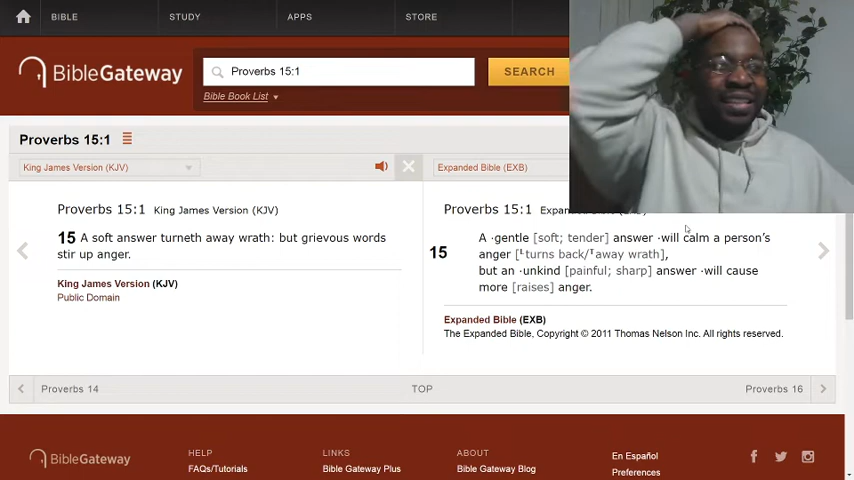 BIBLE STUDY APPS STORE
BibleGateway
Proverbs 15:1
SEARCH
Bible Book List
Proverbs 15:1
King James Version (KJV)
Expanded Bible (EXB)
Proverbs 15:1 King James Version (KJV)
15 A soft answer turneth away wrath: but grievous words
stir up anger.
King James Version (KJV)
Public Domain
Proverbs 15:1
15 A ·gentle [soft; tender] answer ·will calm a person’s
anger [ᴸturns back/ᵀaway wrath],
but an ·unkind [painful; sharp] answer ·will cause
more [raises] anger.
Expanded Bible (EXB)
The Expanded Bible, Copyright © 2011 Thomas Nelson Inc. All rights reserved.
Proverbs 14 TOP Proverbs 16
BibleGateway
HELP
FAQs/Tutorials
LINKS
Bible Gateway Plus
ABOUT
Bible Gateway Blog
En Español
Preferences